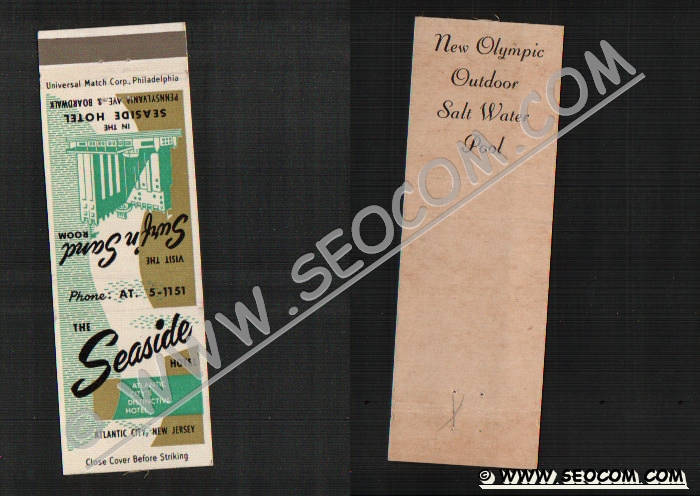 Universal Match Corp., Philadelphia
PENNSYLVANIA AVE. & BOARDWALK
SEASIDE HOTEL
IN THE
ROOM
Surf 'n Sand
VISIT THE
Phone: AT. 5-1151
THE
Seaside
HOTEL
ATLANTIC
DISTINCTIVE
HOTEL
ATLANTIC CITY, NEW JERSEY
Close Cover Before Striking
New Olympic
Outdoor
Salt Water
Pool
© WWW.SEOCOM.COM
© WWW.SEOCOM.COM